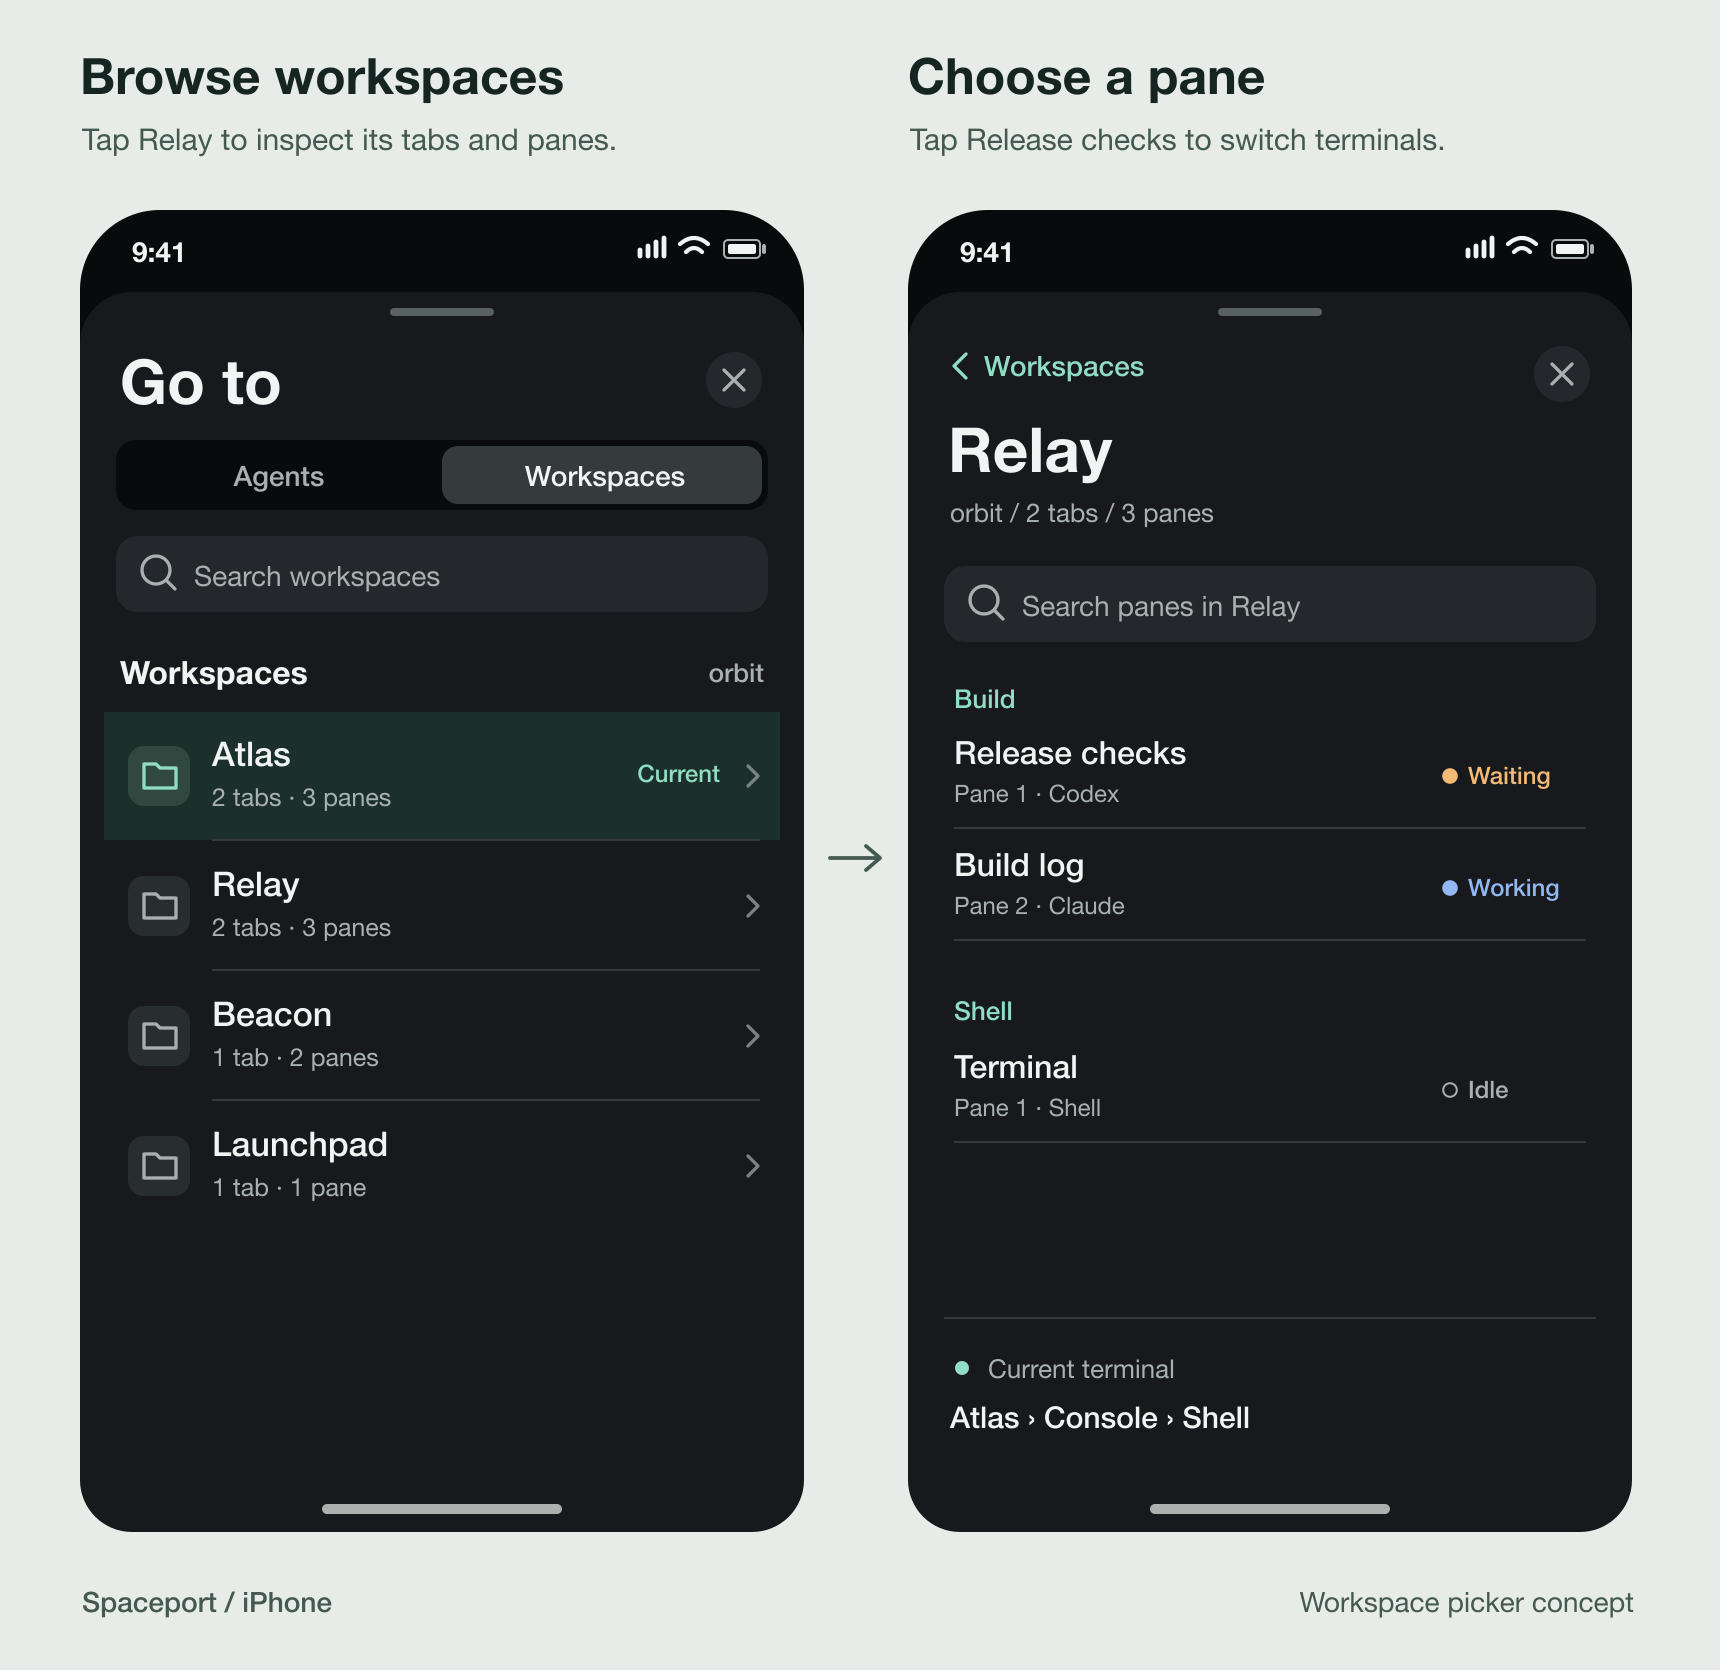 Browse workspaces
Tap Relay to inspect its tabs and panes.
9:41
Go to
Agents
Workspaces
Search workspaces
Workspaces
orbit
Atlas
2 tabs · 3 panes
Current
Relay
2 tabs · 3 panes
Beacon
1 tab · 2 panes
Launchpad
1 tab · 1 pane
Choose a pane
Tap Release checks to switch terminals.
9:41
Workspaces
Relay
orbit / 2 tabs / 3 panes
Search panes in Relay
Build
Release checks
Pane 1 · Codex
Waiting
Build log
Pane 2 · Claude
Working
Shell
Terminal
Pane 1 · Shell
Idle
Current terminal
Atlas › Console › Shell
Spaceport / iPhone
Workspace picker concept